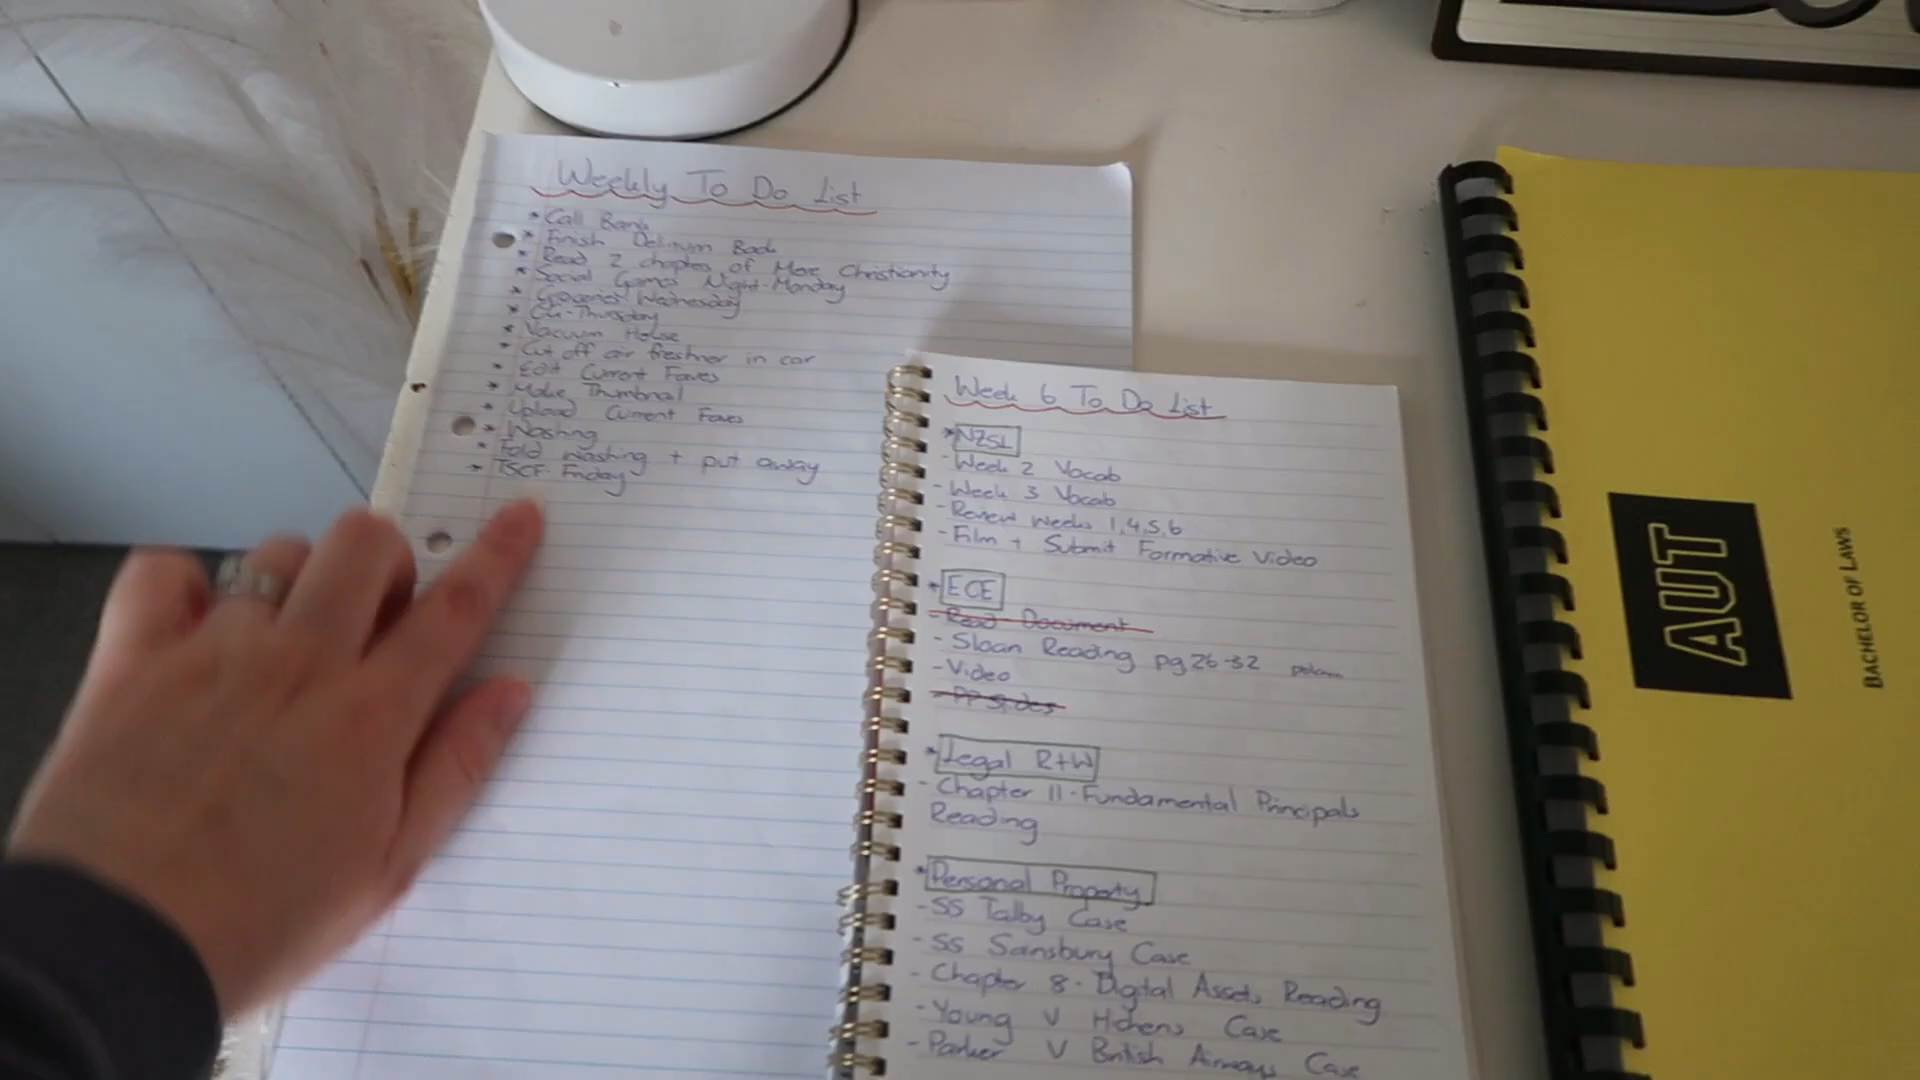 Weekly To Do List
* Call Bank
* Finish Delirium Book
* Read 2 chapters of Mere Christianity
* Social Games Night - Monday
* Groceries Wednesday
Thursday
* Vacuum House
* Cut off air freshner in car
* Edit Current Faves
* Make Thumbnail
* Upload Current Faves
* Washing
* Fold washing + put away
* TSCF Friday
Week 6 To Do List
* NZSL
- Week 2 Vocab
- Week 3 Vocab
- Review Weeks 1,4,5,6
- Film + Submit Formative Video
* ECE
- Read Document
- Sloan Reading pg 26-32
- Video
- PP Slides
* Legal R+W
- Chapter 11 - Fundamental Principals
Reading
* Personal Property
- SS Talby Case
- SS Sansbury Case
- Chapter 8 - Digital Assets Reading
- Young V Hichens Case
- Parker V British Airways Case
AUT
BACHELOR OF LAWS